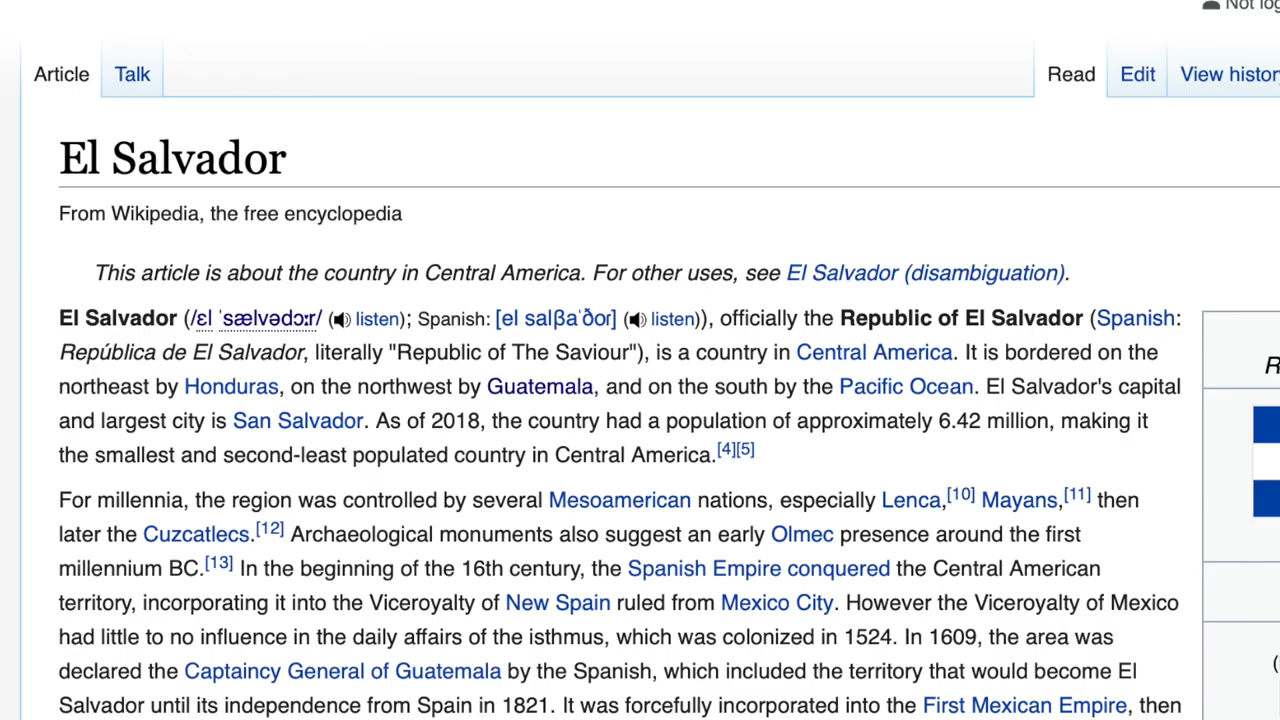 Not log
Article Talk Read Edit View history
El Salvador
From Wikipedia, the free encyclopedia
This article is about the country in Central America. For other uses, see El Salvador (disambiguation).
El Salvador (/ɛl ˈsælvədɔːr/ (listen); Spanish: [el salβaˈðoɾ] (listen)), officially the Republic of El Salvador (Spanish:
República de El Salvador, literally "Republic of The Saviour"), is a country in Central America. It is bordered on the
northeast by Honduras, on the northwest by Guatemala, and on the south by the Pacific Ocean. El Salvador's capital
and largest city is San Salvador. As of 2018, the country had a population of approximately 6.42 million, making it
the smallest and second-least populated country in Central America.[4][5]
For millennia, the region was controlled by several Mesoamerican nations, especially Lenca,[10] Mayans,[11] then
later the Cuzcatlecs.[12] Archaeological monuments also suggest an early Olmec presence around the first
millennium BC.[13] In the beginning of the 16th century, the Spanish Empire conquered the Central American
territory, incorporating it into the Viceroyalty of New Spain ruled from Mexico City. However the Viceroyalty of Mexico
had little to no influence in the daily affairs of the isthmus, which was colonized in 1524. In 1609, the area was
declared the Captaincy General of Guatemala by the Spanish, which included the territory that would become El
Salvador until its independence from Spain in 1821. It was forcefully incorporated into the First Mexican Empire, then